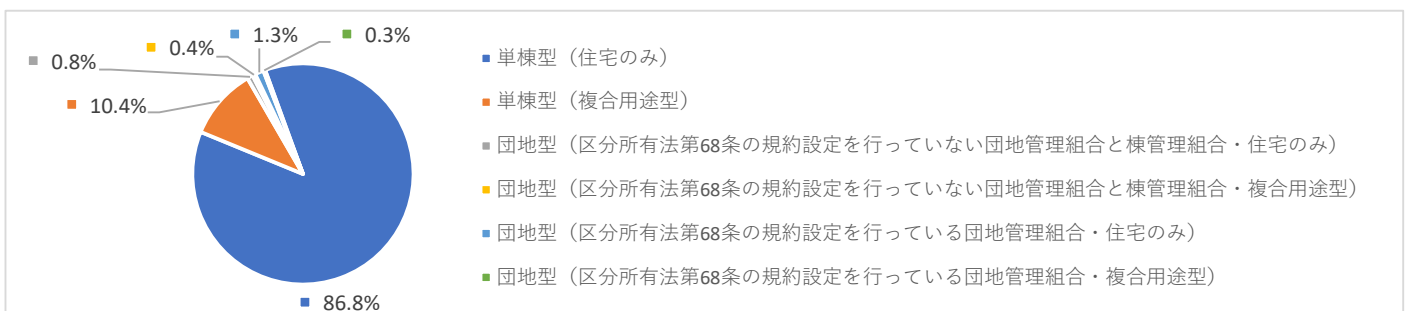 0.4%
1.3%
0.3%
0.8%
10.4%
86.8%
単棟型（住宅のみ）
単棟型（複合用途型）
団地型（区分所有法第68条の規約設定を行っていない団地管理組合と棟管理組合・住宅のみ）
団地型（区分所有法第68条の規約設定を行っていない団地管理組合と棟管理組合・複合用途型）
団地型（区分所有法第68条の規約設定を行っている団地管理組合・住宅のみ）
団地型（区分所有法第68条の規約設定を行っている団地管理組合・複合用途型）